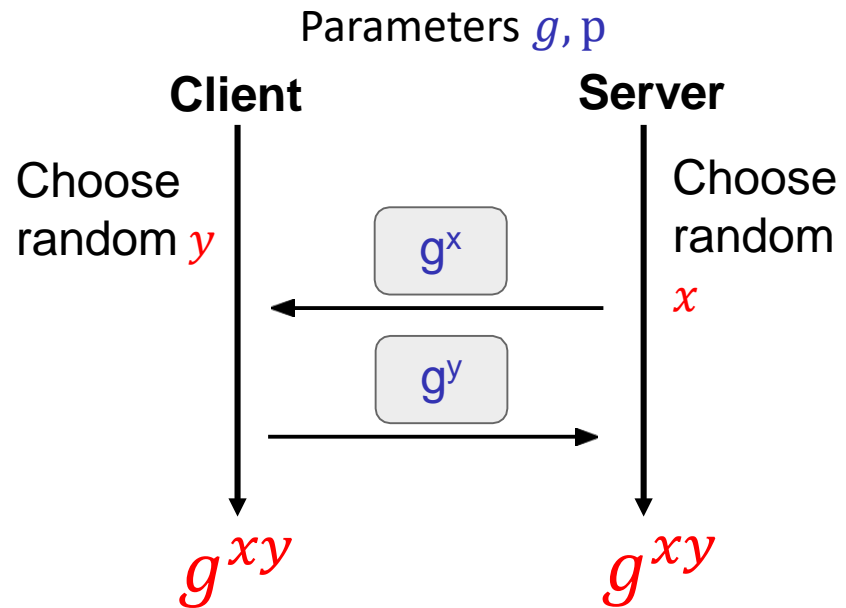 Parameters g, p
Client Server
Choose random y
Choose random x
gˣ
gʸ
gˣʸ gˣʸ